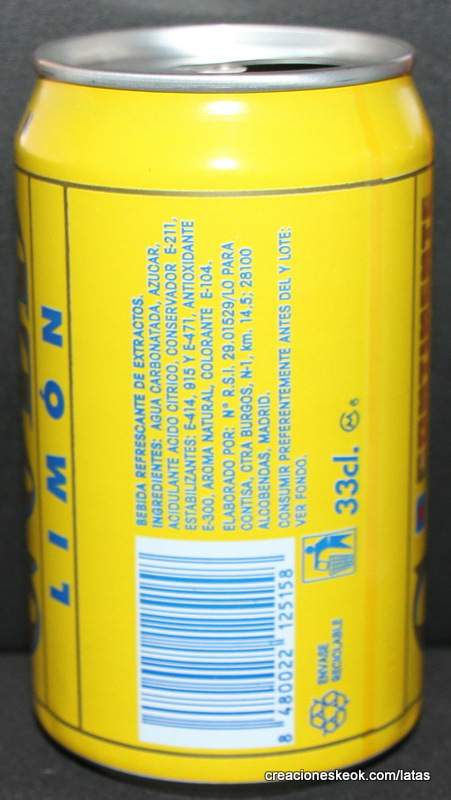 LIMÓN
BEBIDA REFRESCANTE DE EXTRACTOS.
INGREDIENTES: AGUA CARBONATADA, AZUCAR,
ACIDULANTE ACIDO CITRICO, CONSERVADOR E-211,
ESTABILIZANTES: E-414, 915 Y E-471, ANTIOXIDANTE
E-300, AROMA NATURAL, COLORANTE E-104.
ELABORADO POR: Nº R.S.I. 29.01529/LO PARA
CONTISA, CTRA BURGOS, N-1, km. 14,5; 28100
ALCOBENDAS, MADRID.
CONSUMIR PREFERENTEMENTE ANTES DEL Y LOTE:
VER FONDO.
33cl.
8 480022 125158
ENVASE
RECICLABLE
creacioneskeok.com/latas